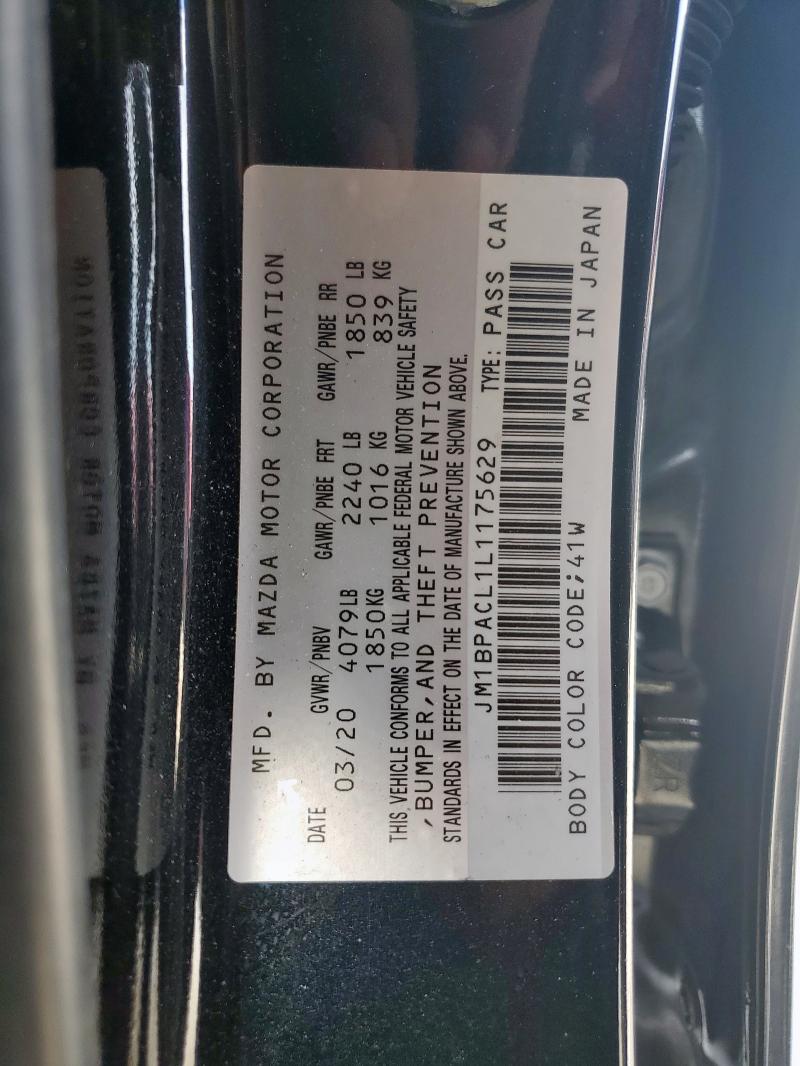 MFD. BY MAZDA MOTOR CORPORATION
DATE GVWR/PNBV GAWR/PNBE FRT GAWR/PNBE RR
03/20 4079LB 2240 LB 1850 LB
1850KG 1016 KG 839 KG
THIS VEHICLE CONFORMS TO ALL APPLICABLE FEDERAL MOTOR VEHICLE SAFETY
,BUMPER,AND THEFT PREVENTION
STANDARDS IN EFFECT ON THE DATE OF MANUFACTURE SHOWN ABOVE.
JM1BPACL1L1175629 TYPE: PASS CAR
BODY COLOR CODE;41W MADE IN JAPAN